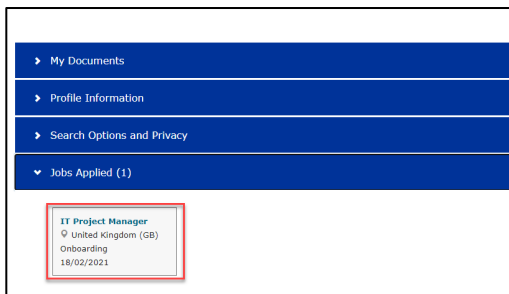 My Documents
Profile Information
Search Options and Privacy
Jobs Applied (1)
IT Project Manager
United Kingdom (GB)
Onboarding
18/02/2021